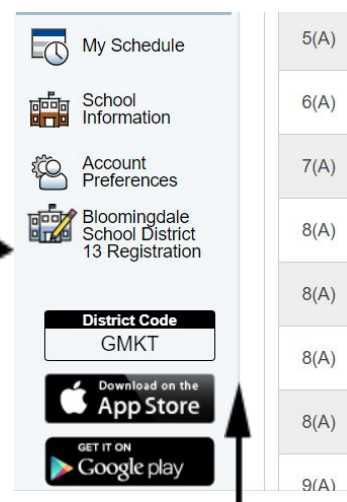 My Schedule
School
Information
Account
Preferences
Bloomingdale
School District
13 Registration
District Code
GMKT
Download on the
App Store
GET IT ON
Google play
5(A)
6(A)
7(A)
8(A)
8(A)
8(A)
8(A)
9(A)